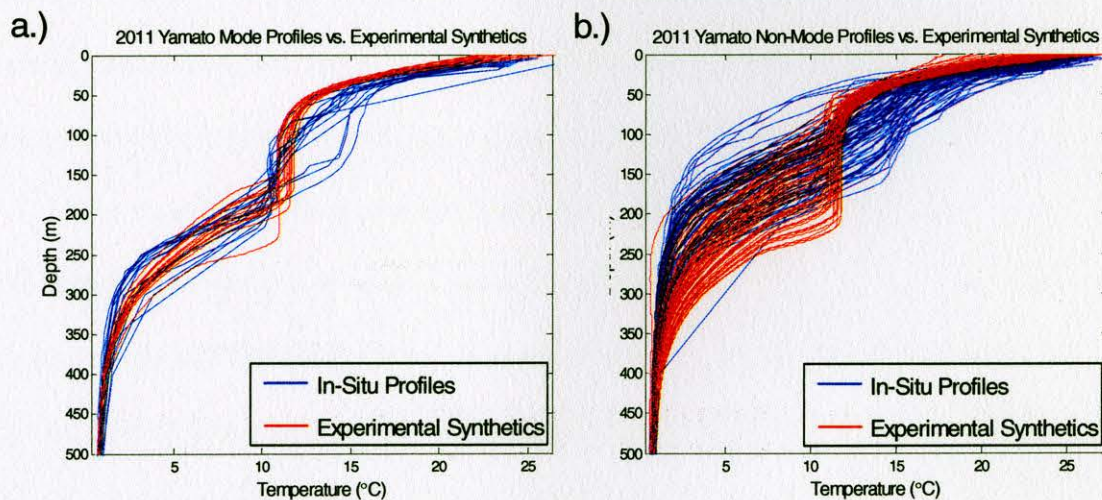 a.)
2011 Yamato Mode Profiles vs. Experimental Synthetics
0
50
100
150
200
250
300
350
400
450
500
Depth (m)
5
10
15
20
25
Temperature (°C)
In-Situ Profiles
Experimental Synthetics
b.)
2011 Yamato Non-Mode Profiles vs. Experimental Synthetics
0
50
100
150
200
250
300
350
400
450
500
5
10
15
20
25
Temperature (°C)
In-Situ Profiles
Experimental Synthetics